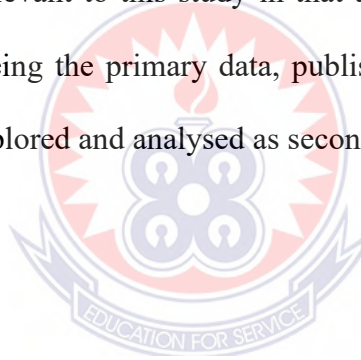 levant to this study in that
eing the primary data, publis
plored and analysed as secon
EDUCATION FOR SERVICE